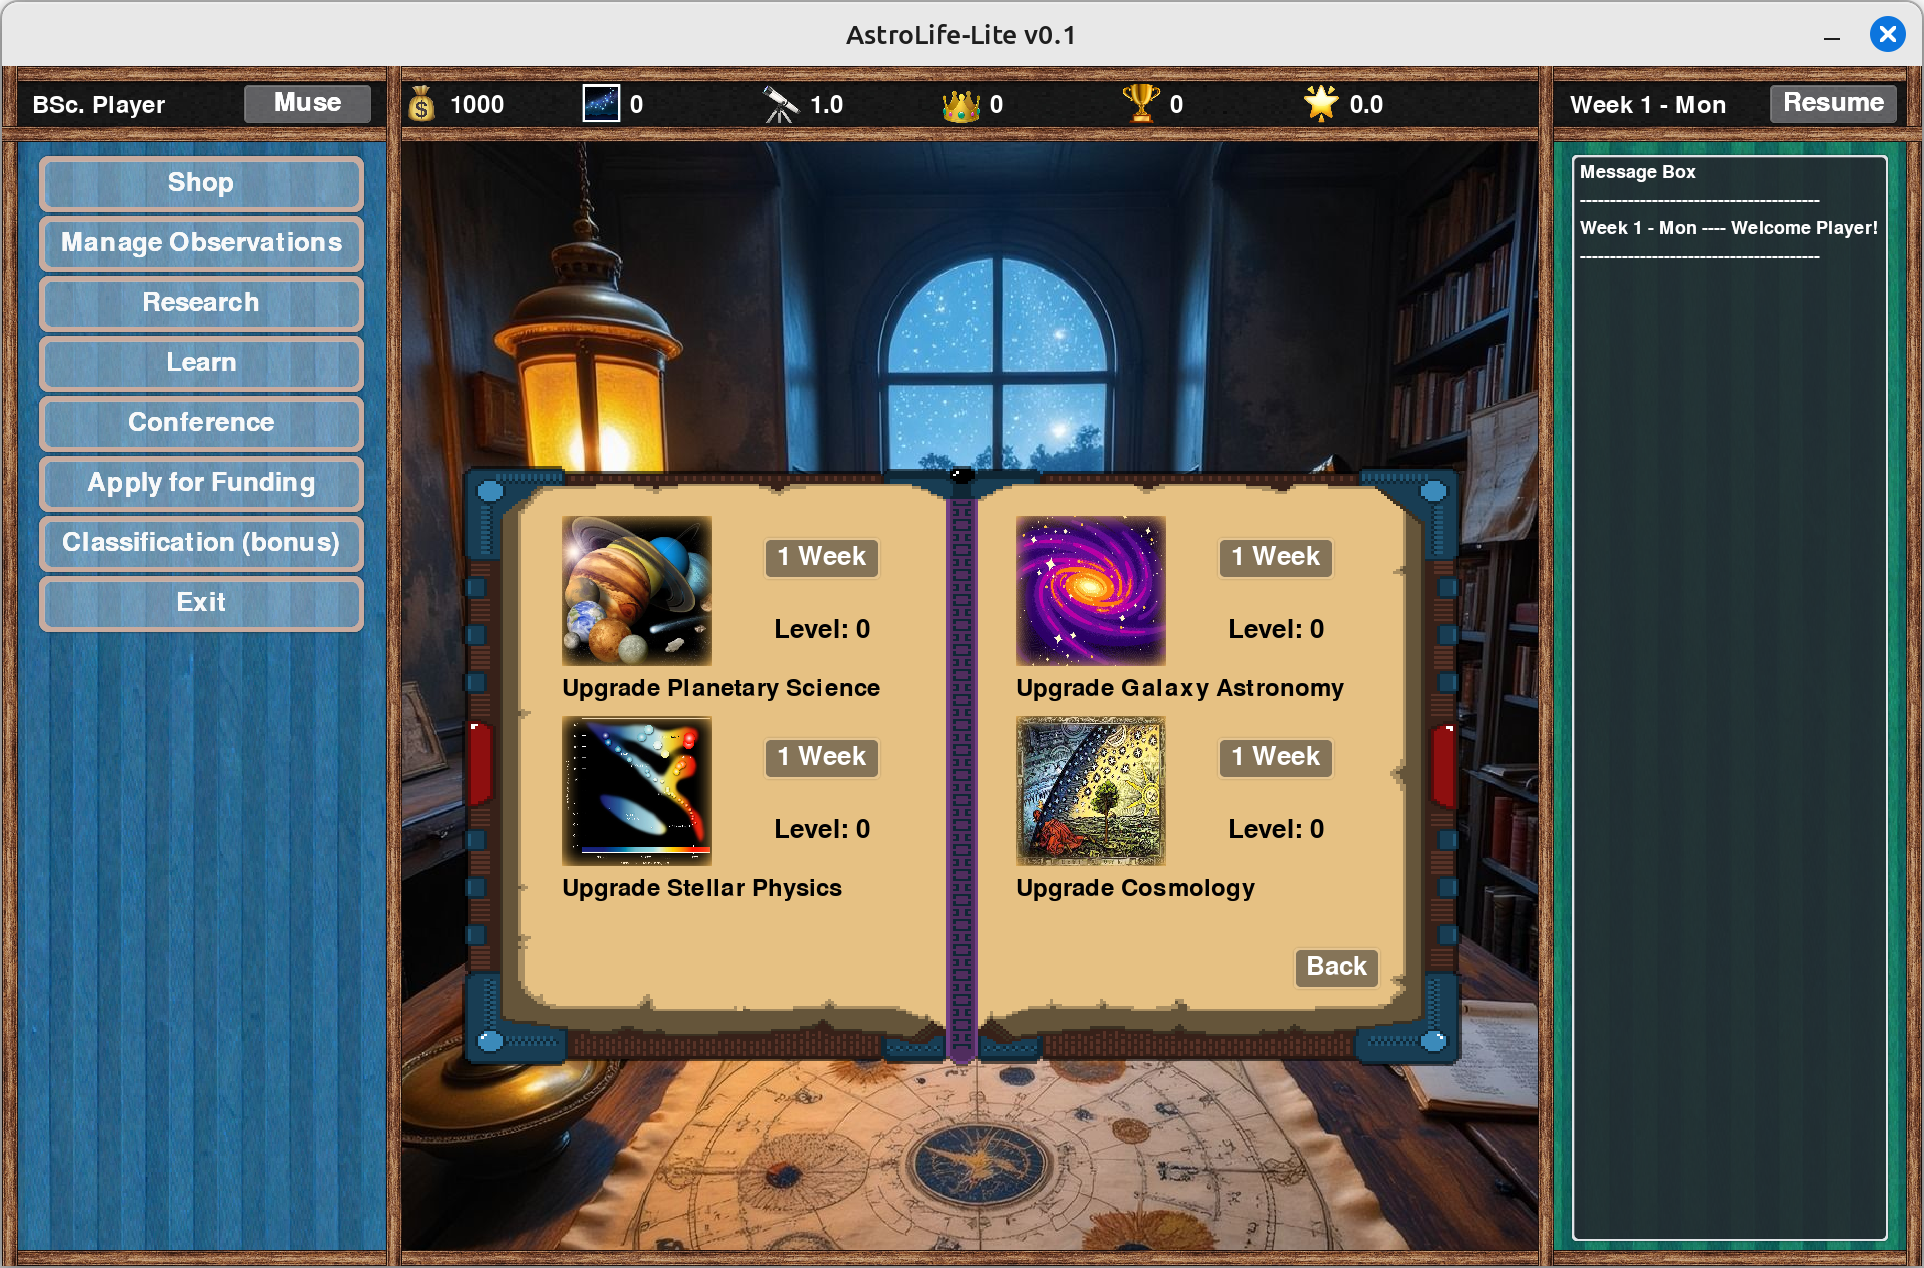 AstroLife-Lite v0.1
BSc. Player
Muse
1000
0
1.0
0
0
0.0
Week 1 - Mon
Resume
Shop
Manage Observations
Research
Learn
Conference
Apply for Funding
Classification (bonus)
Exit
1 Week
Level: 0
Upgrade Planetary Science
1 Week
Level: 0
Upgrade Stellar Physics
1 Week
Level: 0
Upgrade Galaxy Astronomy
1 Week
Level: 0
Upgrade Cosmology
Back
Message Box
----------------------------------------
Week 1 - Mon ---- Welcome Player!
----------------------------------------